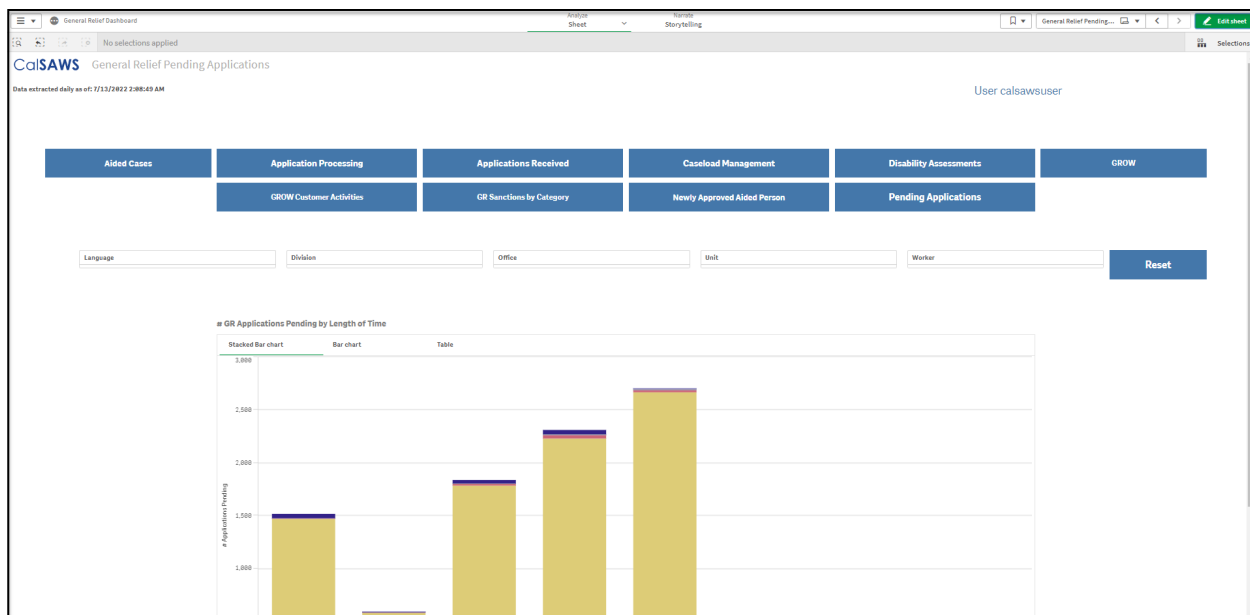 General Relief Dashboard
Analyze
Sheet
Narrate
Storytelling
General Relief Pending...
Edit sheet
No selections applied
Selections
CalSAWS General Relief Pending Applications
Data extracted daily as of: 7/13/2022 2:08:49 AM
User calsawsuser
Aided Cases
Application Processing
Applications Received
Caseload Management
Disability Assessments
GROW
GROW Customer Activities
GR Sanctions by Category
Newly Approved Aided Person
Pending Applications
Language
Division
Office
Unit
Worker
Reset
# GR Applications Pending by Length of Time
Stacked Bar chart
Bar chart
Table
3,000
2,500
2,000
1,500
1,000
# Applications Pending